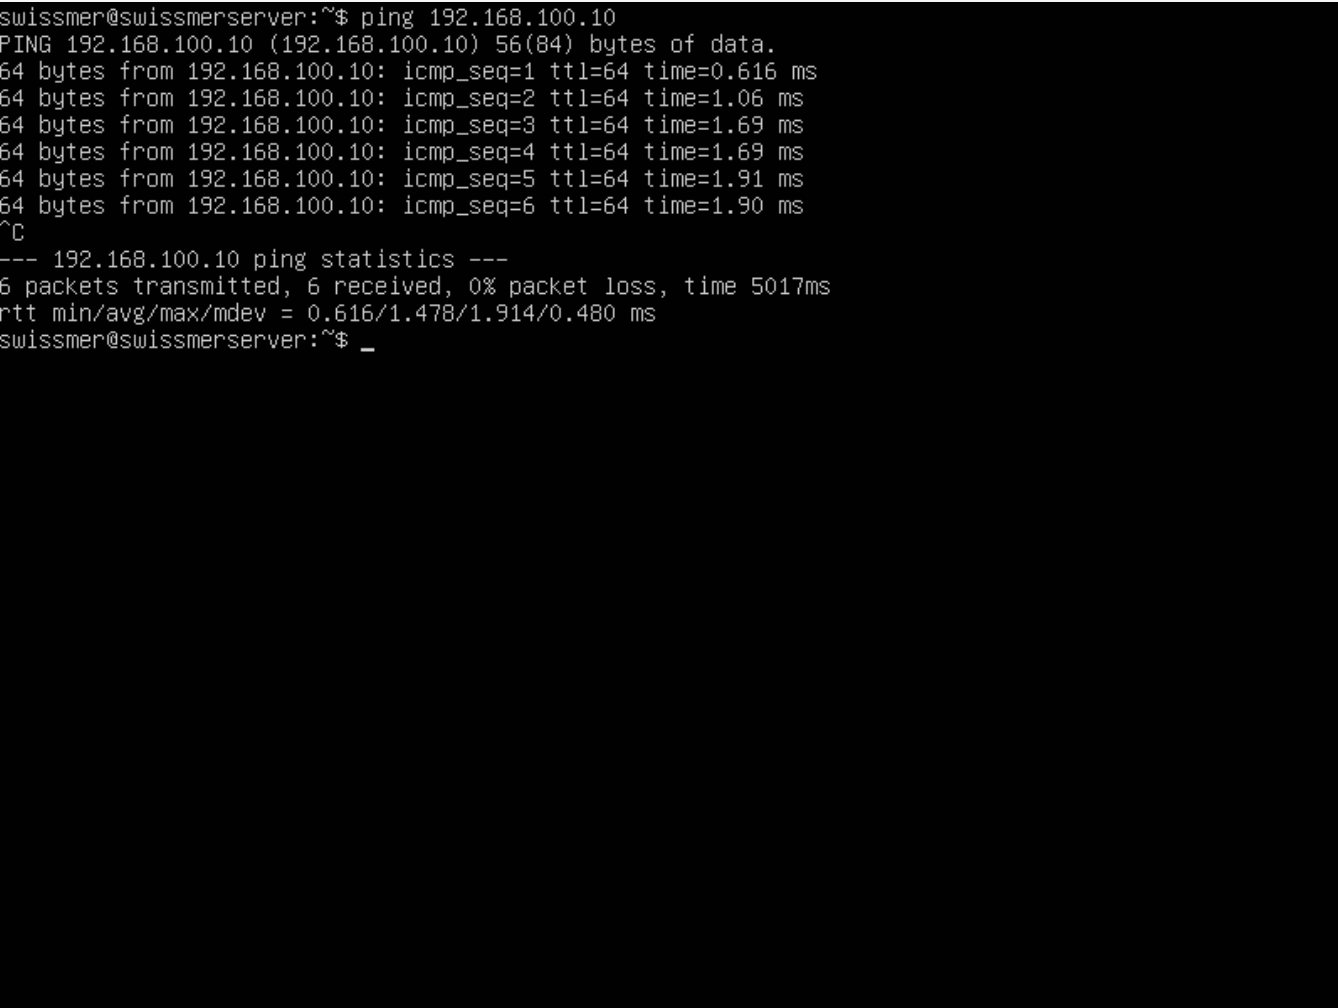 swissmer@swissmerserver:~$ ping 192.168.100.10
PING 192.168.100.10 (192.168.100.10) 56(84) bytes of data.
64 bytes from 192.168.100.10: icmp_seq=1 ttl=64 time=0.616 ms
64 bytes from 192.168.100.10: icmp_seq=2 ttl=64 time=1.06 ms
64 bytes from 192.168.100.10: icmp_seq=3 ttl=64 time=1.69 ms
64 bytes from 192.168.100.10: icmp_seq=4 ttl=64 time=1.69 ms
64 bytes from 192.168.100.10: icmp_seq=5 ttl=64 time=1.91 ms
64 bytes from 192.168.100.10: icmp_seq=6 ttl=64 time=1.90 ms
^C
--- 192.168.100.10 ping statistics ---
6 packets transmitted, 6 received, 0% packet loss, time 5017ms
rtt min/avg/max/mdev = 0.616/1.478/1.914/0.480 ms
swissmer@swissmerserver:~$ _